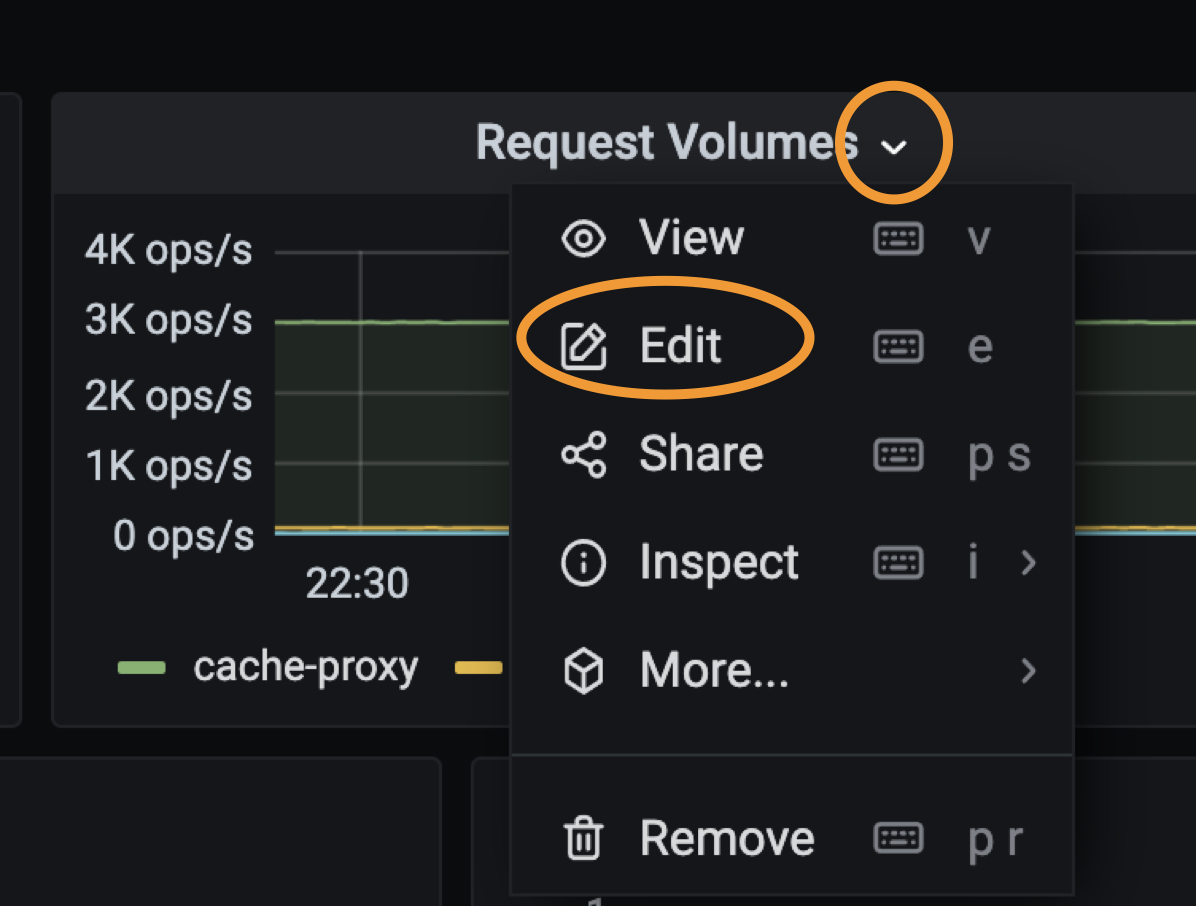 Request Volumes
View v
4K ops/s
3K ops/s
Edit e
2K ops/s
Share p s
1K ops/s
0 ops/s
Inspect i
22:30
cache-proxy
More...
Remove p r